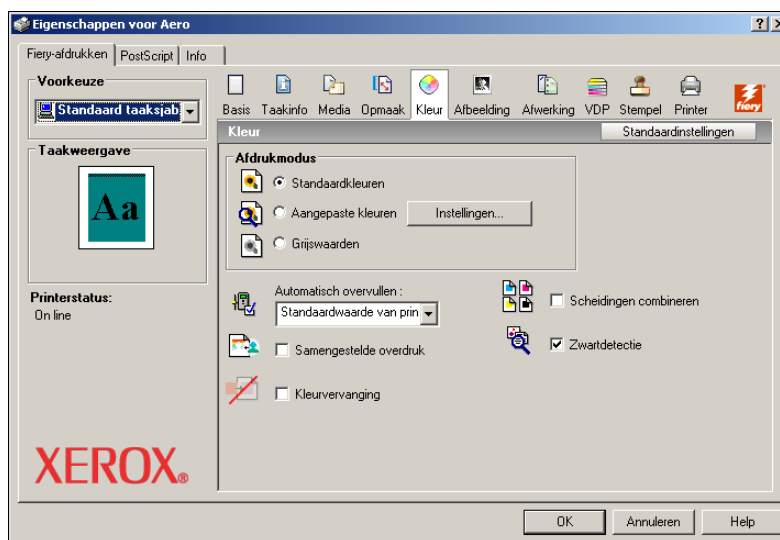 Eigenschappen voor Aero
Fiery-afdrukken PostScript Info
Voorkeuze
Standaard taaksjab
Taakweergave
Aa
Printerstatus:
On line
XEROX®
Basis Taakinfo Media Opmaak Kleur Afbeelding Afwerking VDP Stempel Printer
fiery
Kleur
Standaardinstellingen
Afdrukmodus
Standaardkleuren
Aangepaste kleuren
Instellingen...
Grijswaarden
Automatisch overvullen :
Standaardwaarde van prin
Samengestelde overdruk
Kleurvervanging
Scheidingen combineren
Zwartdetectie
OK Annuleren Help